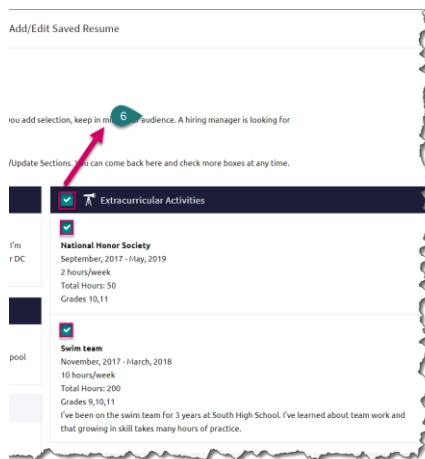 Add/Edit Saved Resume
you add selection, keep in audience. A hiring manager is looking for
6
/Update Sections. You can come back here and check more boxes at any time.
Extracurricular Activities
I'm
r DC
National Honor Society
September, 2017 - May, 2019
2 hours/week
Total Hours: 50
Grades 10,11
pool
Swim team
November, 2017 - March, 2018
10 hours/week
Total Hours: 200
Grades 9,10,11
I've been on the swim team for 3 years at South High School. I've learned about team work and
that growing in skill takes many hours of practice.